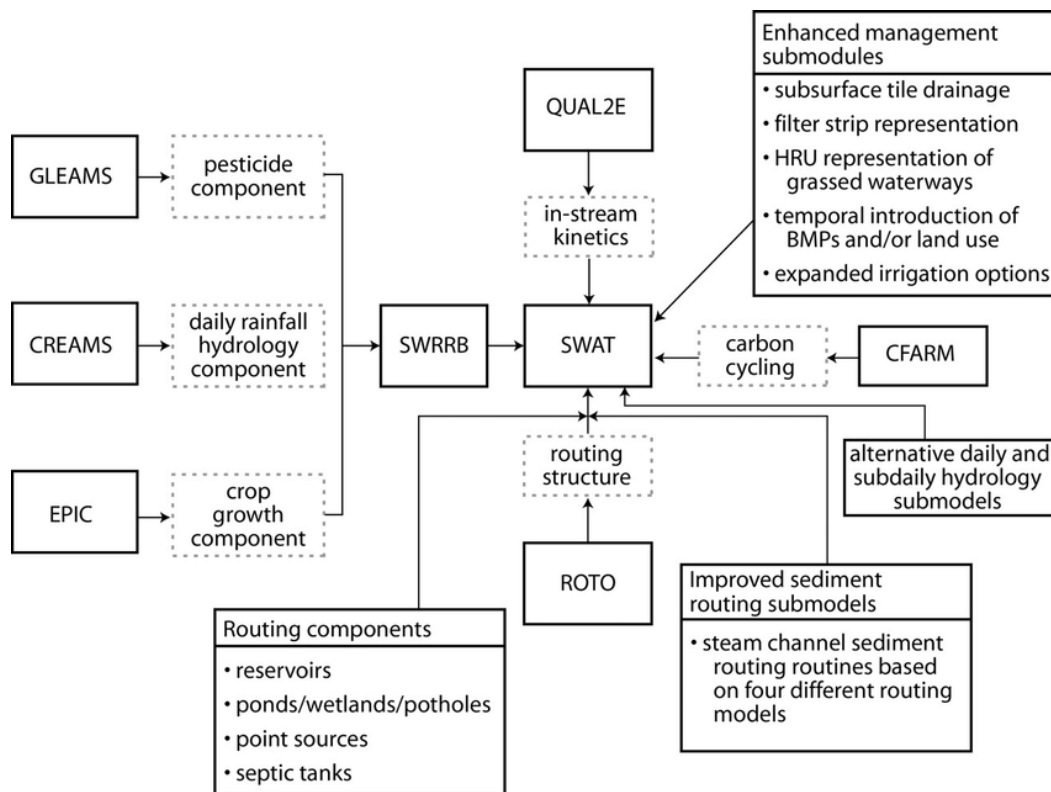 Enhanced management
submodules
• subsurface tile drainage
• filter strip representation
• HRU representation of
grassed waterways
• temporal introduction of
BMPs and/or land use
• expanded irrigation options
QUAL2E
in-stream
kinetics
GLEAMS
pesticide
component
CREAMS
daily rainfall
hydrology
component
SWRRB
SWAT
carbon
cycling
CFARM
EPIC
crop
growth
component
routing
structure
ROTO
alternative daily and
subdaily hydrology
submodels
Routing components
• reservoirs
• ponds/wetlands/potholes
• point sources
• septic tanks
Improved sediment
routing submodels
• steam channel sediment
routing routines based
on four different routing
models